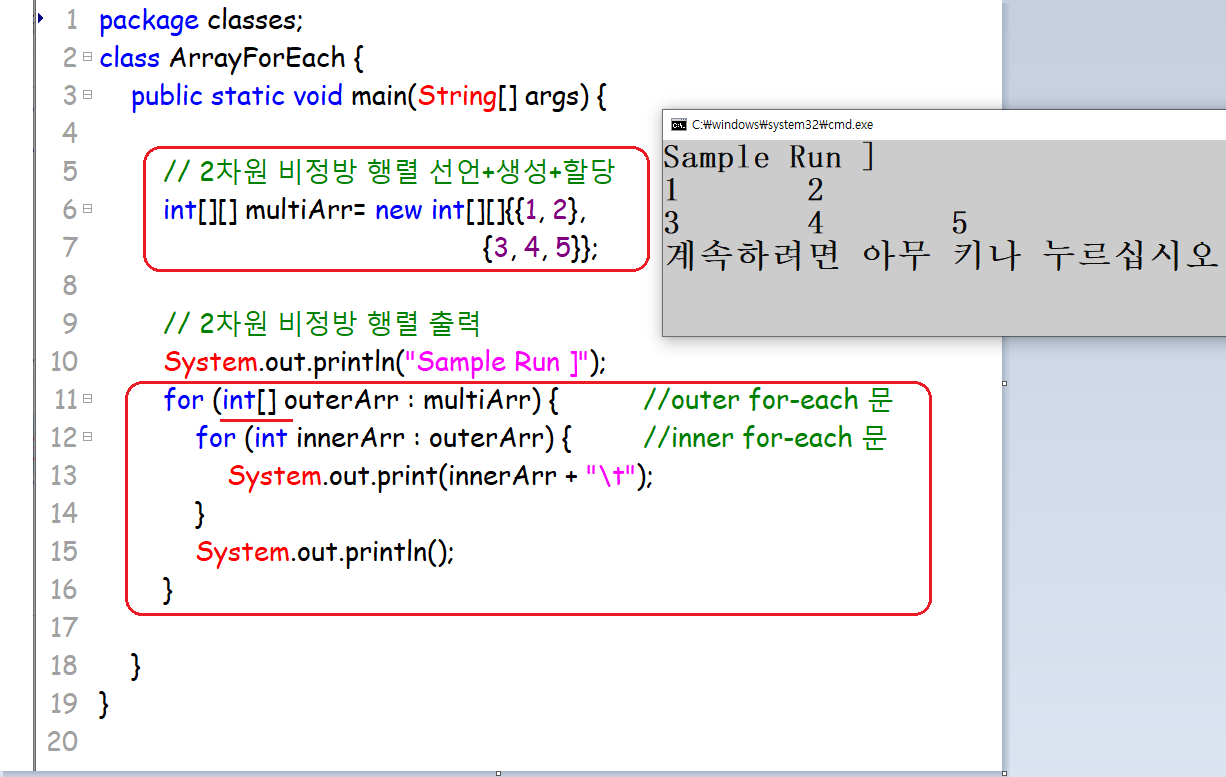 1 package classes;
2 class ArrayForEach {
3 public static void main(String[] args) {
4
5 // 2차원 비정방 행렬 선언+생성+할당
6 int[][] multiArr= new int[][]{{1, 2},
7 {3, 4, 5}};
8
9 // 2차원 비정방 행렬 출력
10 System.out.println("Sample Run ]");
11 for (int[] outerArr : multiArr) { //outer for-each 문
12 for (int innerArr : outerArr) { //inner for-each 문
13 System.out.print(innerArr + "\t");
14 }
15 System.out.println();
16 }
17
18 }
19 }
20
C:₩windows₩system32₩cmd.exe
Sample Run ]
1 2
3 4 5
계속하려면 아무 키나 누르십시오